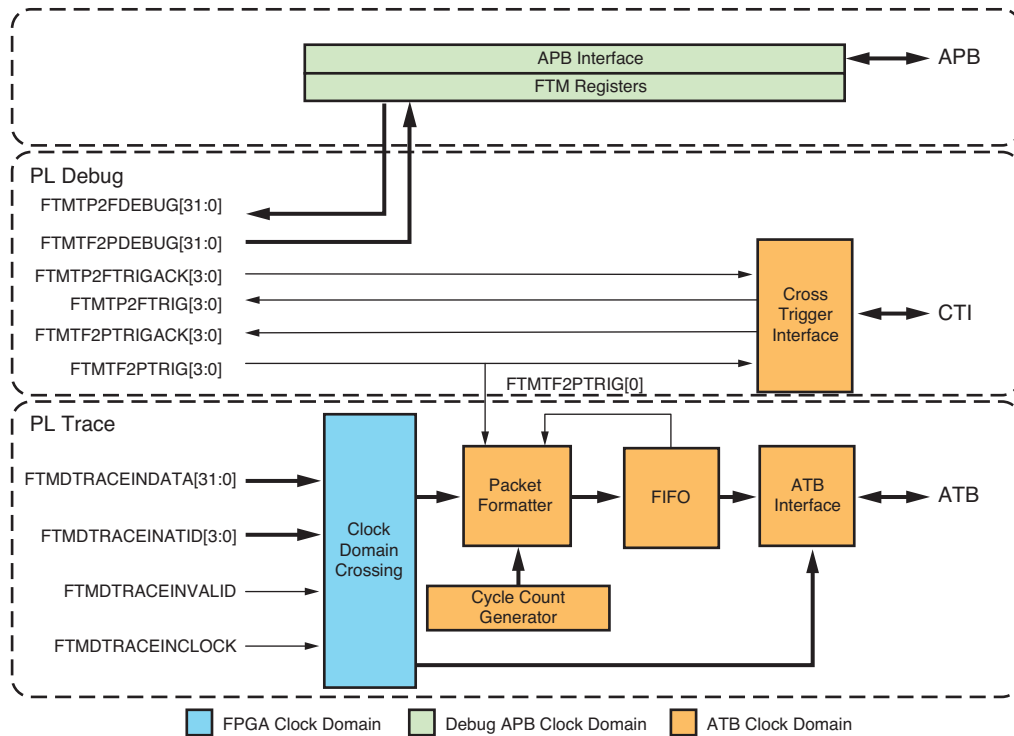 APB Interface
APB
FTM Registers
PL Debug
FTMTP2FDEBUG[31:0]
FTMTF2PDEBUG[31:0]
FTMTP2FTRIGACK[3:0]
FTMTP2FTRIG[3:0]
FTMTF2PTRIGACK[3:0]
FTMTF2PTRIG[3:0]
Cross
Trigger
Interface
CTI
FTMTF2PTRIG[0]
PL Trace
FTMDTRACEINDATA[31:0]
FTMDTRACEINATID[3:0]
FTMDTRACEINVALID
FTMDTRACEINCLOCK
Clock
Domain
Crossing
Packet
Formatter
FIFO
ATB
Interface
ATB
Cycle Count
Generator
FPGA Clock Domain
Debug APB Clock Domain
ATB Clock Domain